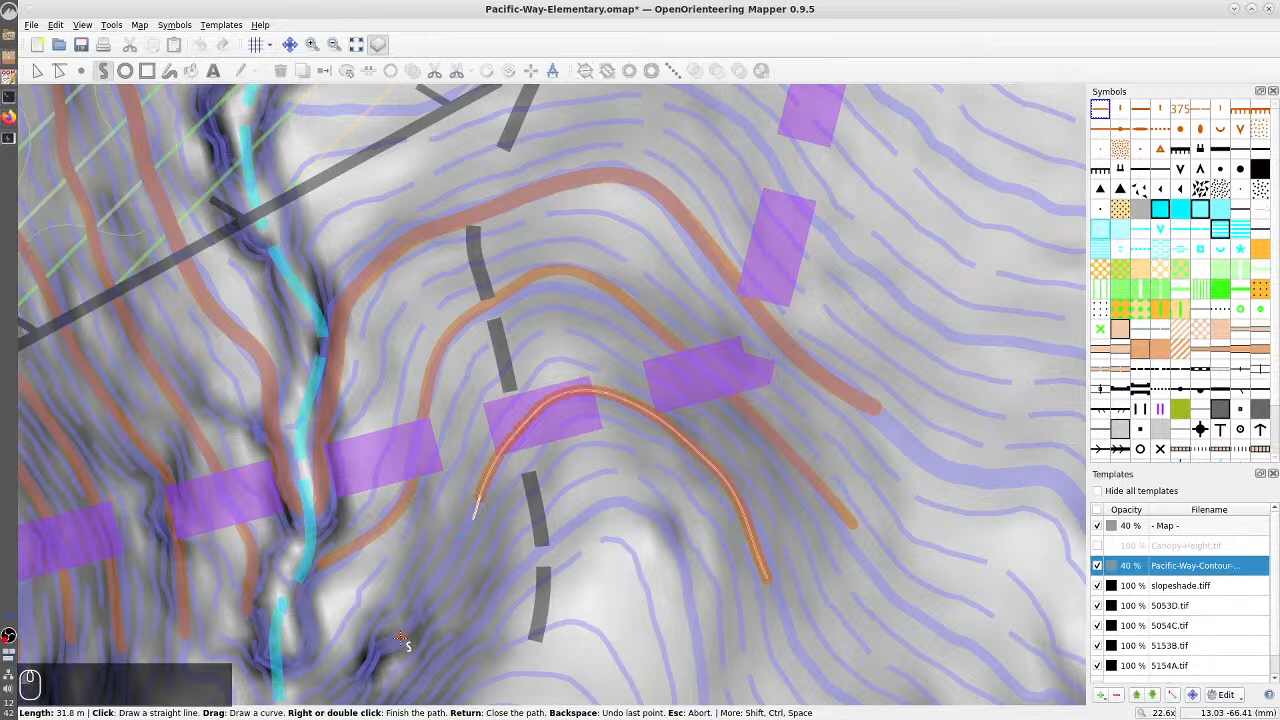 Pacific-Way-Elementary.omap* — OpenOrienteering Mapper 0.9.5
File Edit View Tools Map Symbols Templates Help
Symbols
375
S
Templates
Hide all templates
Opacity Filename
40 % - Map -
100 % Canopy-Height.tif
40 % Pacific-Way-Contour-...
100 % slopeshade.tiff
100 % 5053D.tif
100 % 5054C.tif
100 % 5153B.tif
100 % 5154A.tif
Edit
12
42
Length: 31.8 m | Click: Draw a straight line. Drag: Draw a curve. Right or double click: Finish the path. Return: Close the path. Backspace: Undo last point. Esc: Abort. | More: Shift, Ctrl, Space
22.6x
13.03 -66.41 (mm)